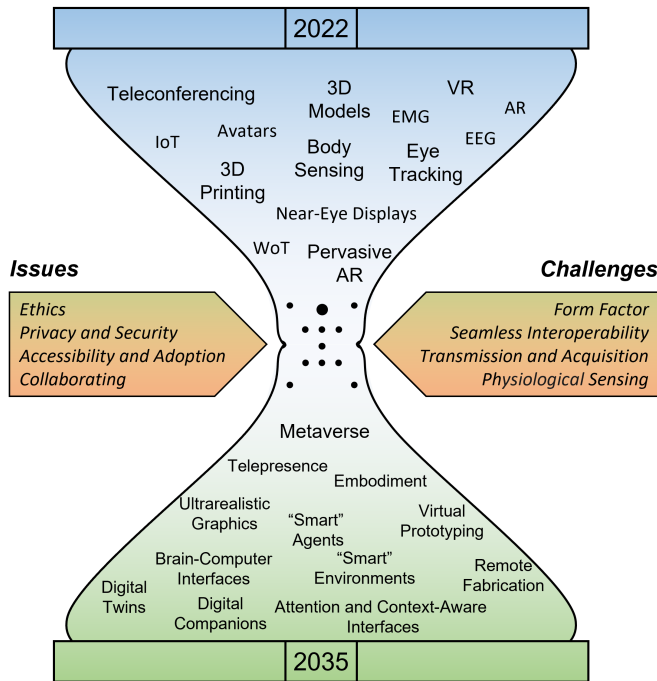 2022
Teleconferencing
3D
Models
VR
AR
EMG
IoT
Avatars
EEG
Body
Sensing
Eye
Tracking
3D
Printing
Near-Eye Displays
WoT
Pervasive
AR
Issues
Ethics
Privacy and Security
Accessibility and Adoption
Collaborating
Challenges
Form Factor
Seamless Interoperability
Transmission and Acquisition
Physiological Sensing
Metaverse
Telepresence
Embodiment
Ultrarealistic
Graphics
“Smart”
Agents
Virtual
Prototyping
Brain-Computer
Interfaces
“Smart”
Environments
Remote
Fabrication
Digital
Twins
Digital
Companions
Attention and Context-Aware
Interfaces
2035